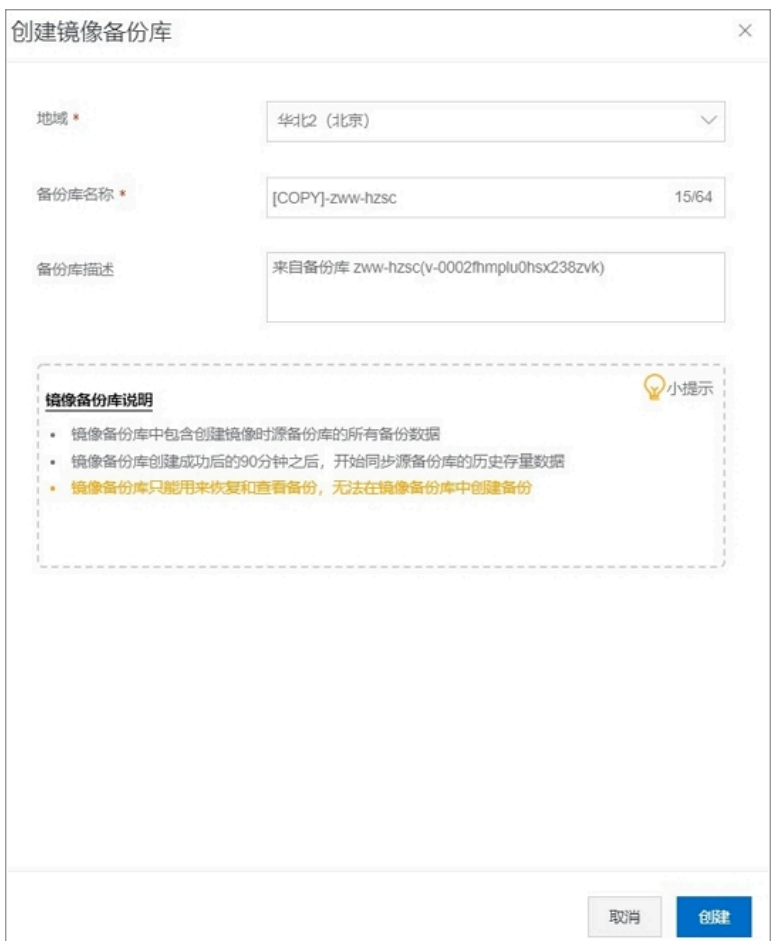 创建镜像备份库
地域 *
华北2（北京）
备份库名称 *
[COPY]-zww-hzsc 15/64
备份库描述
来自备份库 zww-hzsc(v-0002fhmplu0hsx238zvk)
小提示
镜像备份库说明
• 镜像备份库中包含创建镜像时源备份库的所有备份数据
• 镜像备份库创建成功后的90分钟之后，开始同步源备份库的历史存量数据
• 镜像备份库只能用来恢复和查看备份，无法在镜像备份库中创建备份
取消 创建